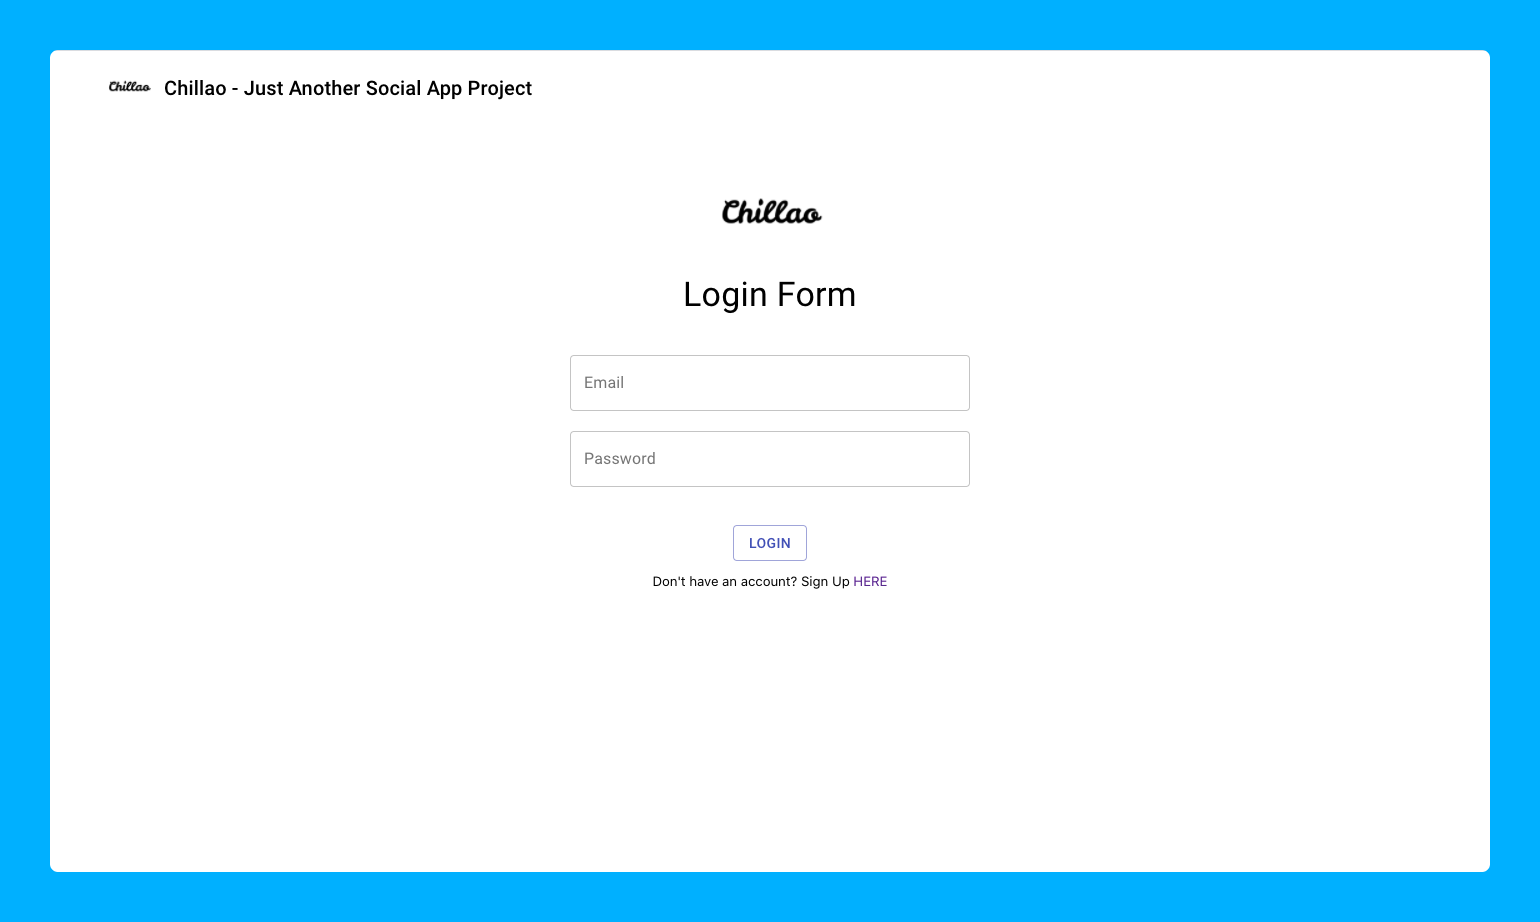 Chillao Chillao - Just Another Social App Project
Chillao
Login Form
Email
Password
LOGIN
Don't have an account? Sign Up HERE